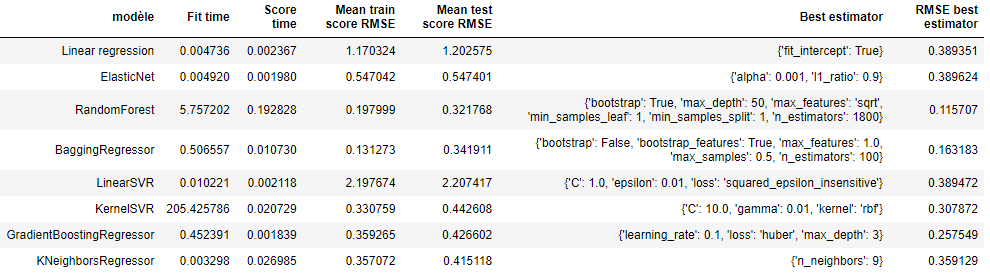 modèle Fit time Score time Mean train score RMSE Mean test score RMSE Best estimator RMSE best estimator
Linear regression 0.004736 0.002367 1.170324 1.202575 {'fit_intercept': True} 0.389351
ElasticNet 0.004920 0.001980 0.547042 0.547401 {'alpha': 0.001, 'l1_ratio': 0.9} 0.389624
RandomForest 5.757202 0.192828 0.197999 0.321768 {'bootstrap': True, 'max_depth': 50, 'max_features': 'sqrt', 'min_samples_leaf': 1, 'min_samples_split': 1, 'n_estimators': 1800} 0.115707
BaggingRegressor 0.506557 0.010730 0.131273 0.341911 {'bootstrap': False, 'bootstrap_features': True, 'max_features': 1.0, 'max_samples': 0.5, 'n_estimators': 100} 0.163183
LinearSVR 0.010221 0.002118 2.197674 2.207417 {'C': 1.0, 'epsilon': 0.01, 'loss': 'squared_epsilon_insensitive'} 0.389472
KernelSVR 205.425786 0.020729 0.330759 0.442608 {'C': 10.0, 'gamma': 0.01, 'kernel': 'rbf'} 0.307872
GradientBoostingRegressor 0.452391 0.001839 0.359265 0.426602 {'learning_rate': 0.1, 'loss': 'huber', 'max_depth': 3} 0.257549
KNeighborsRegressor 0.003298 0.026985 0.357072 0.415118 {'n_neighbors': 9} 0.359129